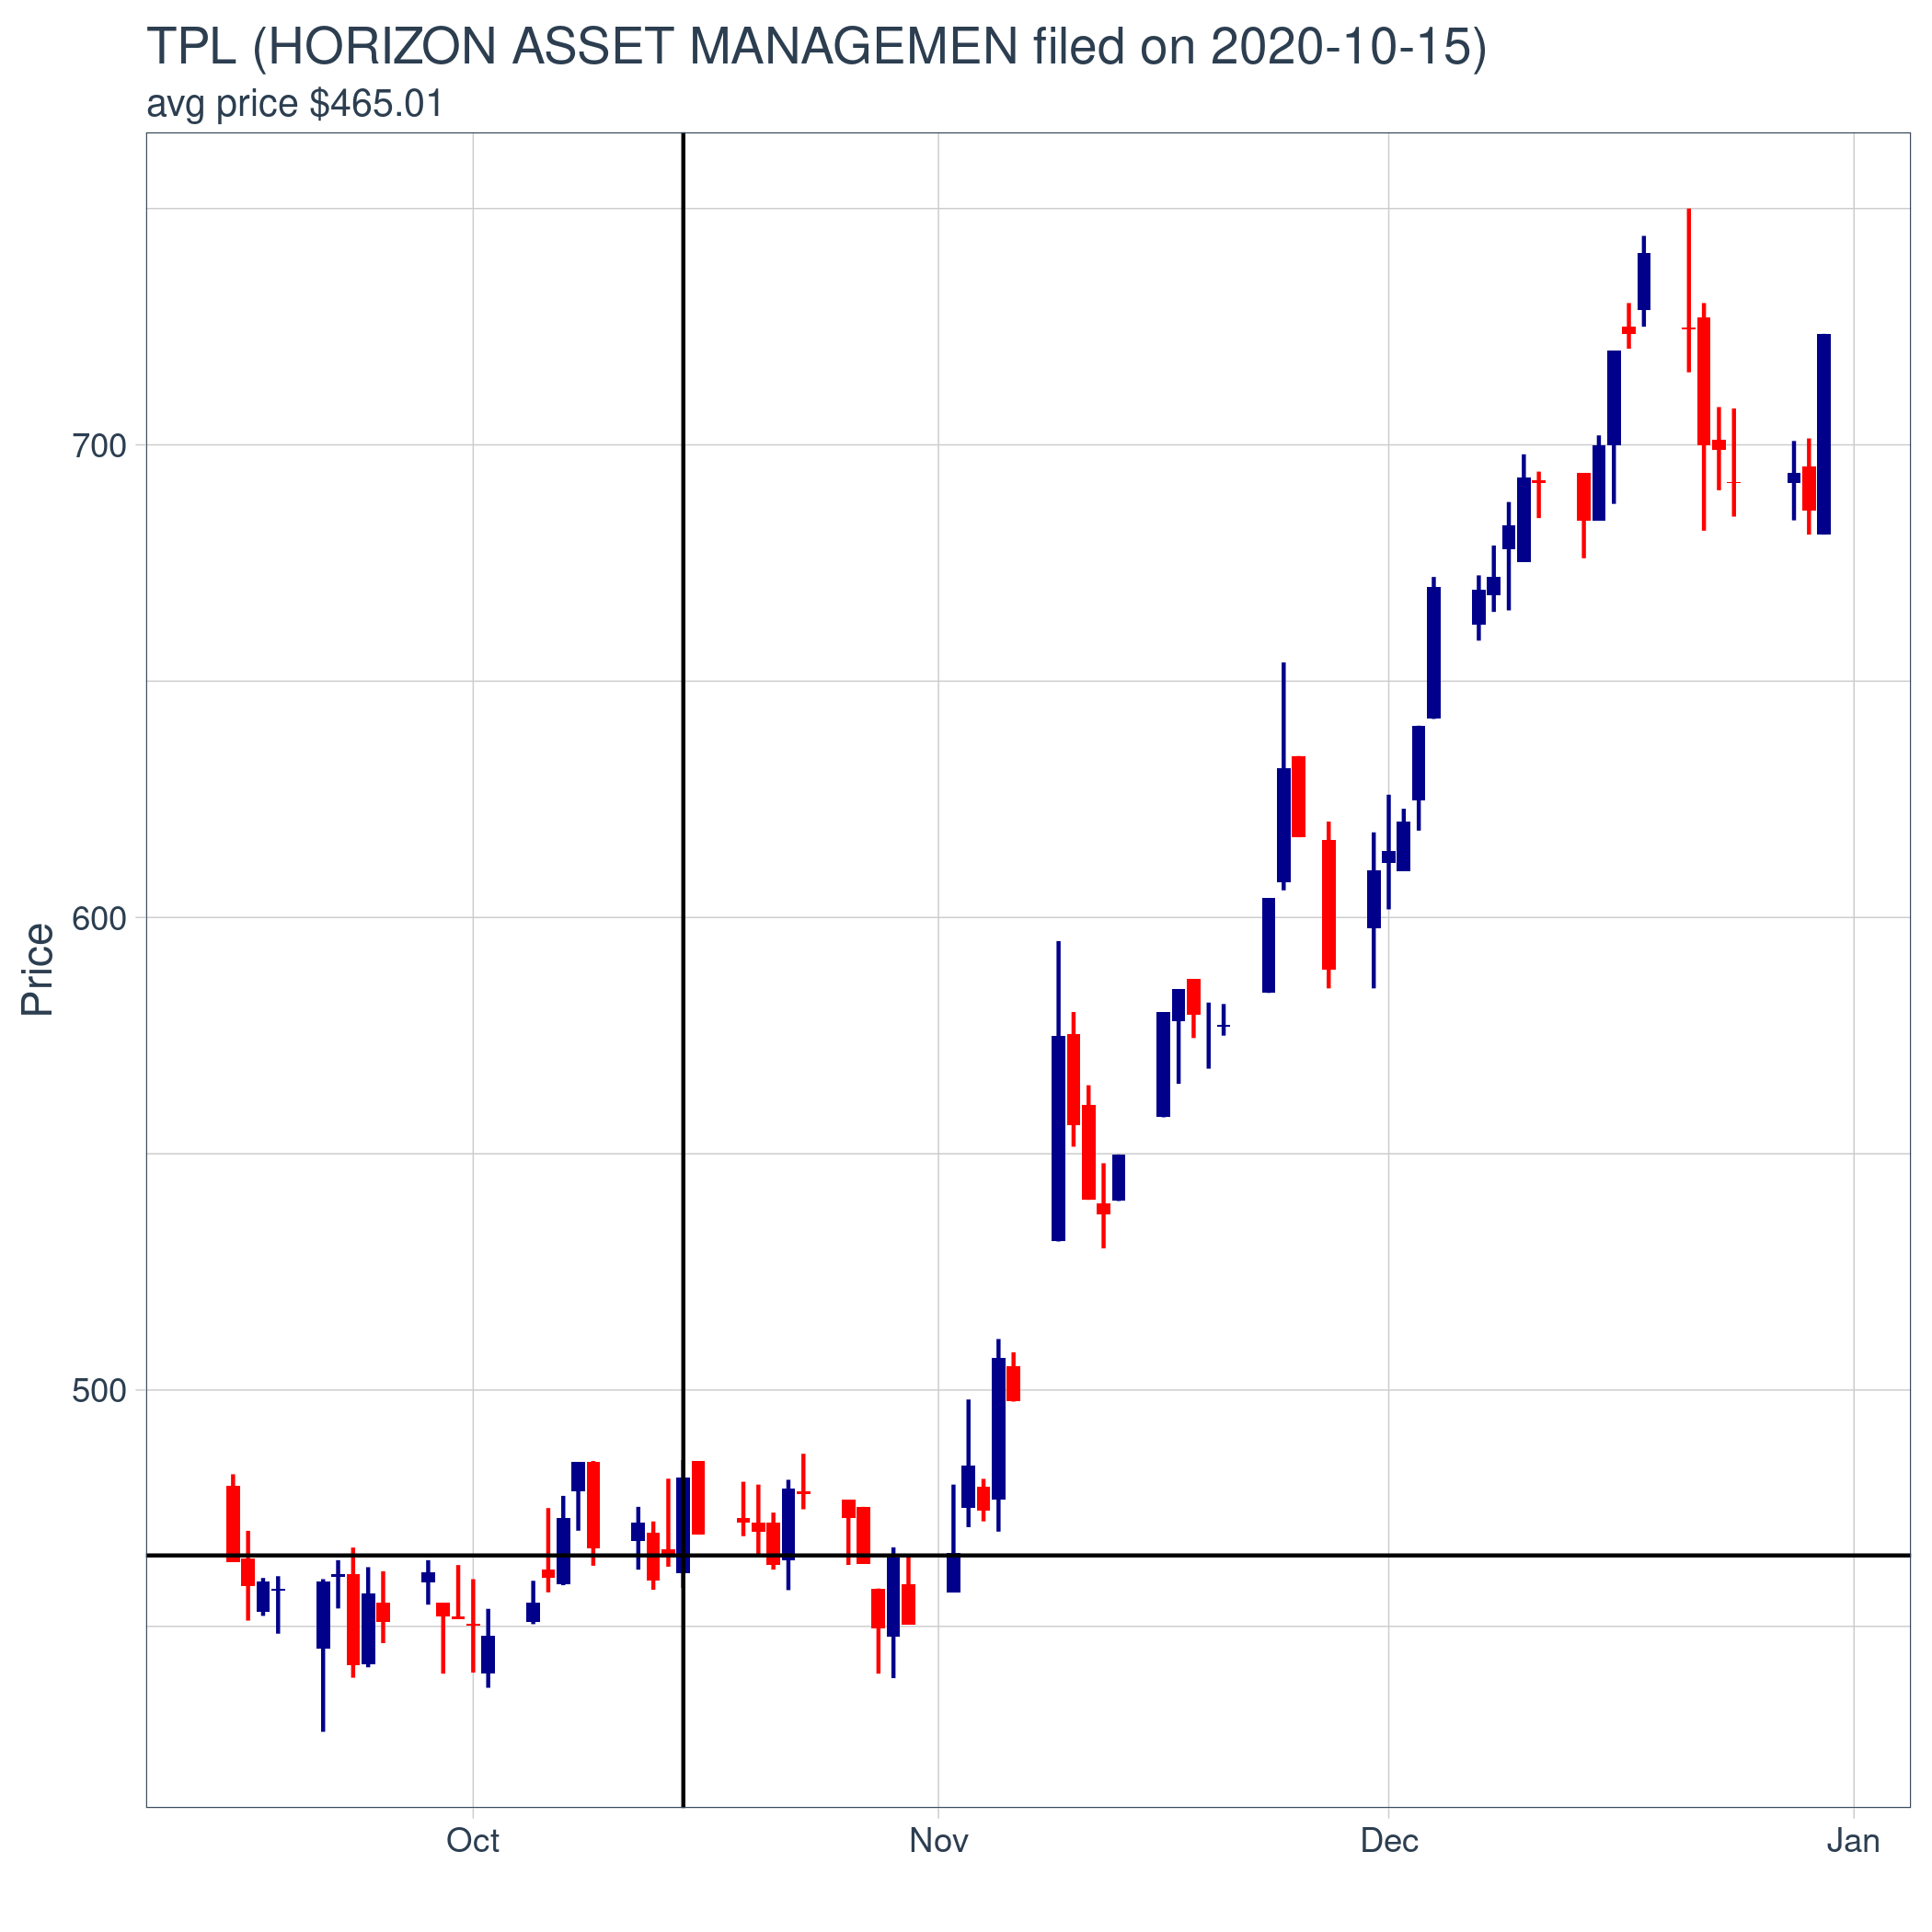 TPL (HORIZON ASSET MANAGEMEN filed on 2020-10-15)
avg price $465.01
700
600
500
Price
Oct Nov Dec Jan